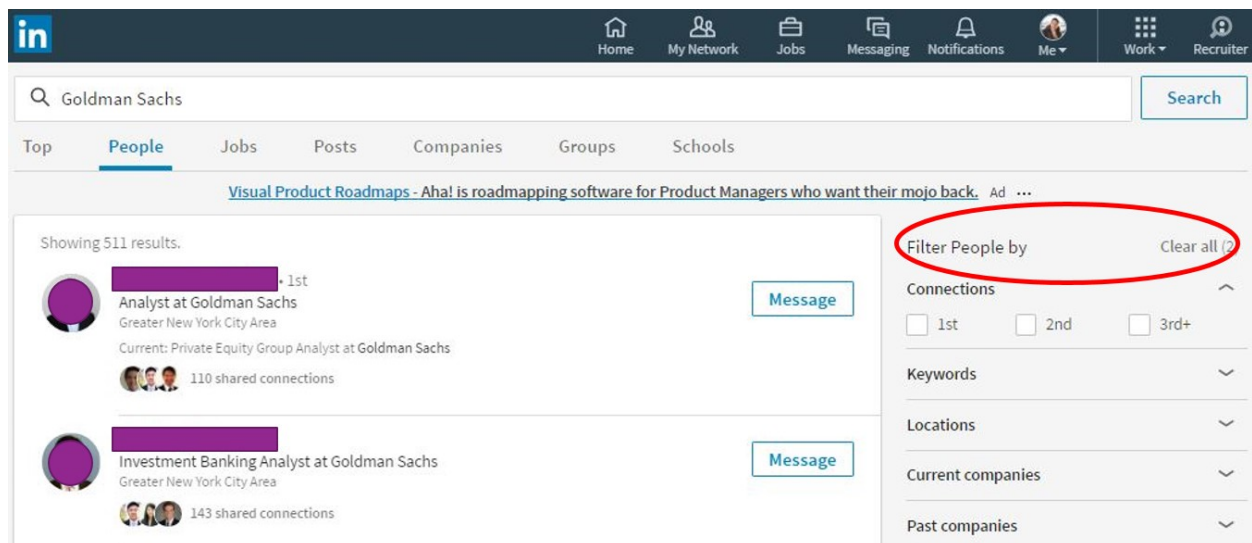 in
Home My Network Jobs Messaging Notifications Me Work Recruiter
Goldman Sachs Search
Top People Jobs Posts Companies Groups Schools
Visual Product Roadmaps - Aha! is roadmapping software for Product Managers who want their mojo back. Ad ...
Showing 511 results.
Filter People by Clear all (2
• 1st
Analyst at Goldman Sachs
Greater New York City Area
Current: Private Equity Group Analyst at Goldman Sachs
110 shared connections
Message
Investment Banking Analyst at Goldman Sachs
Greater New York City Area
143 shared connections
Message
Connections
1st 2nd 3rd+
Keywords
Locations
Current companies
Past companies